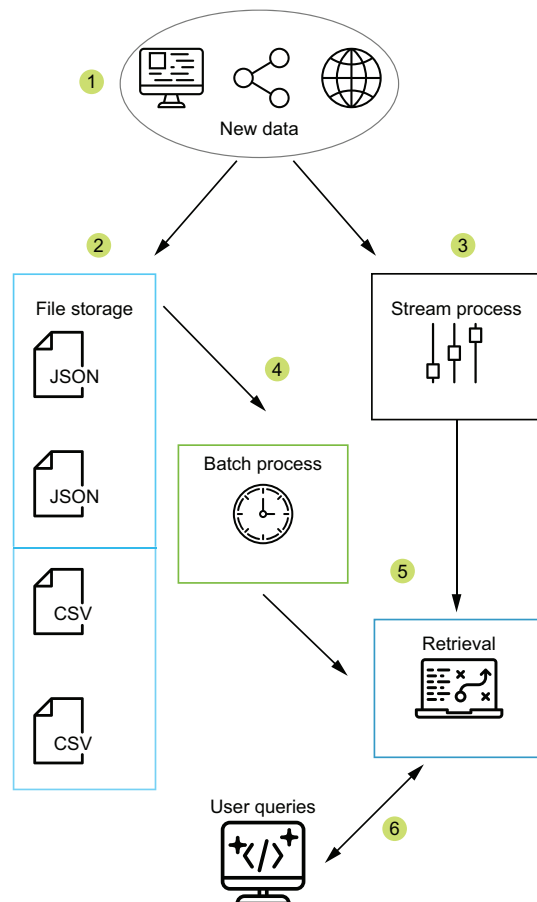 1
New data
2
3
File storage
Stream process
JSON
4
Batch process
JSON
5
CSV
Retrieval
CSV
User queries
6
</>